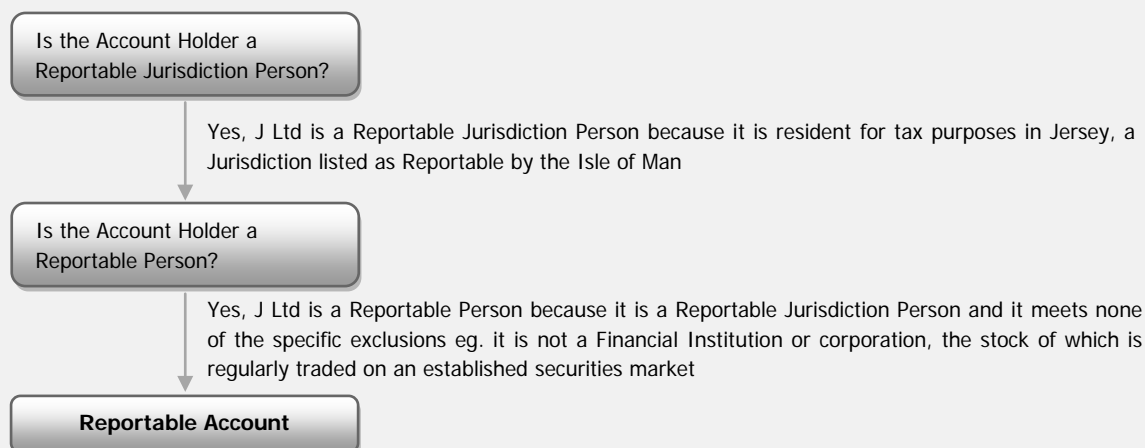 Is the Account Holder a
Reportable Jurisdiction Person?
Yes, J Ltd is a Reportable Jurisdiction Person because it is resident for tax purposes in Jersey, a
Jurisdiction listed as Reportable by the Isle of Man
Is the Account Holder a
Reportable Person?
Yes, J Ltd is a Reportable Person because it is a Reportable Jurisdiction Person and it meets none
of the specific exclusions eg. it is not a Financial Institution or corporation, the stock of which is
regularly traded on an established securities market
Reportable Account